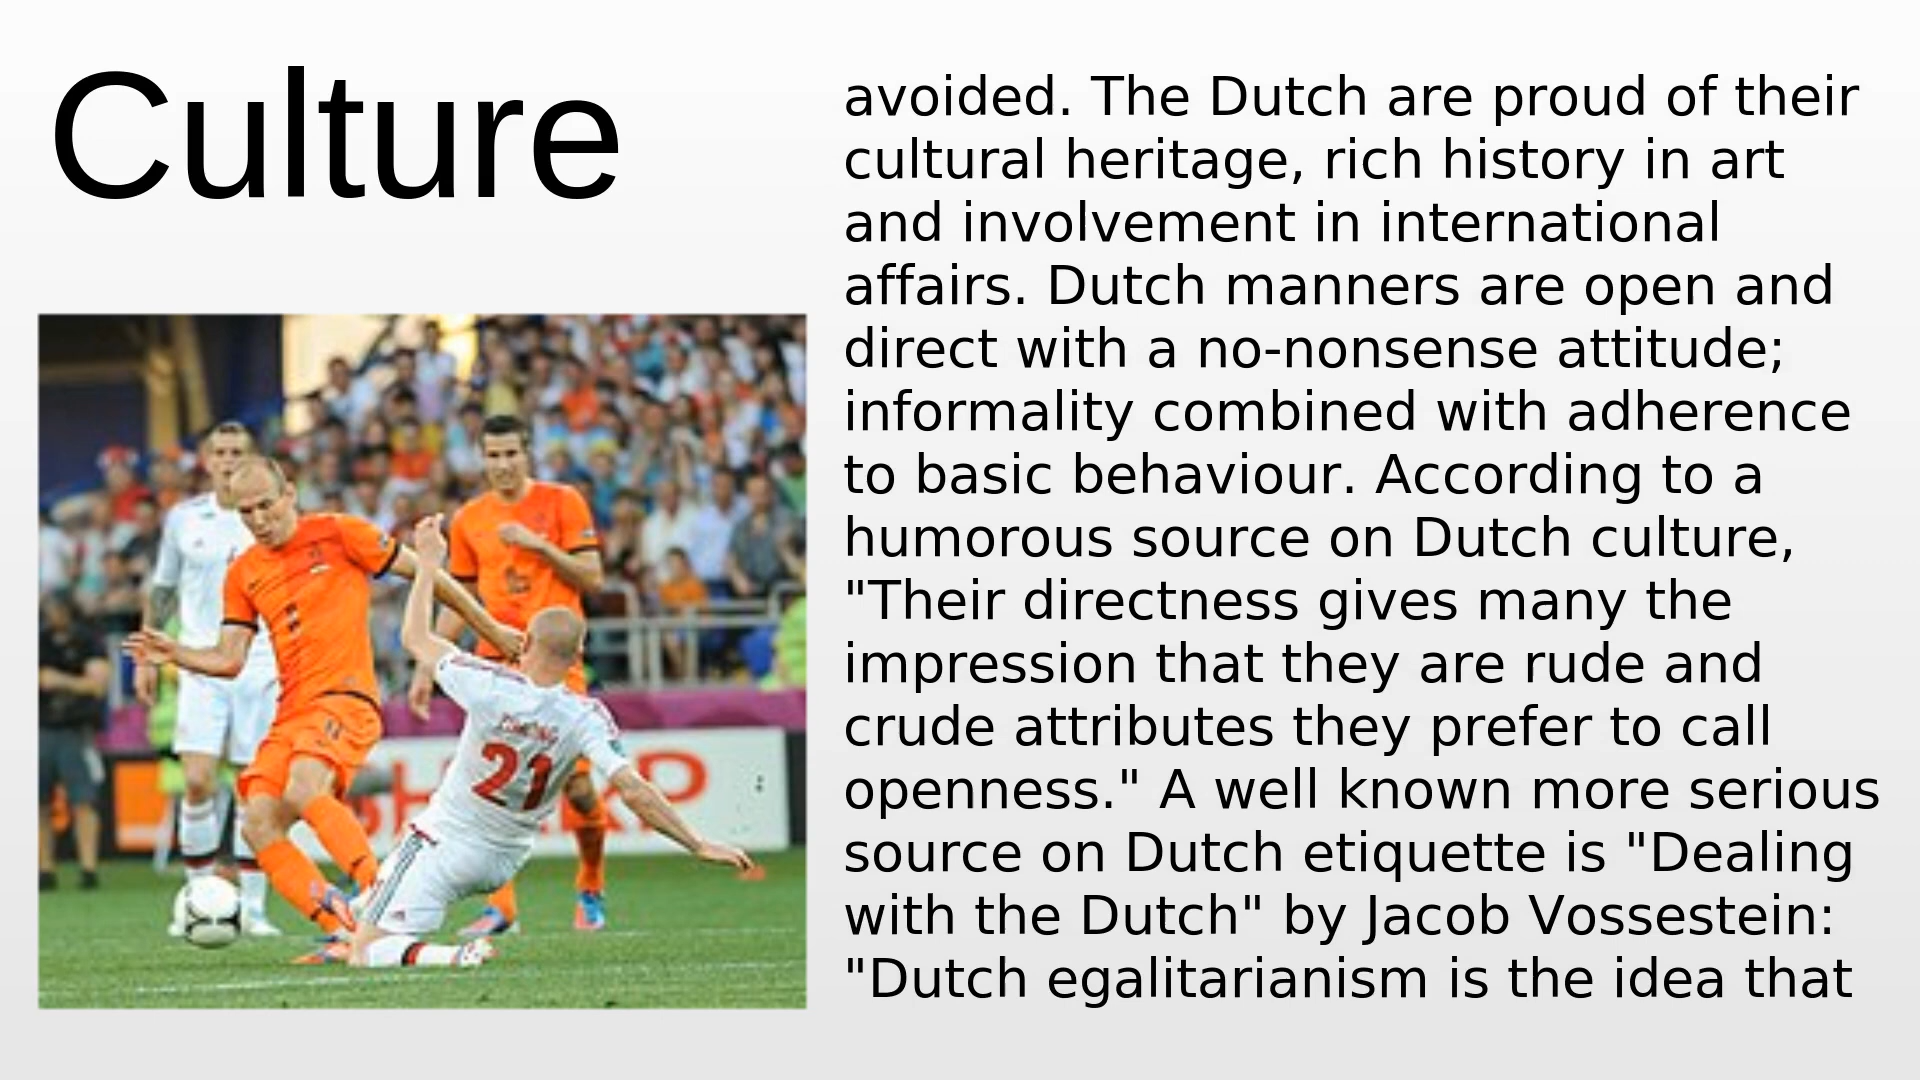 Culture
avoided. The Dutch are proud of their
cultural heritage, rich history in art
and involvement in international
affairs. Dutch manners are open and
direct with a no-nonsense attitude;
informality combined with adherence
to basic behaviour. According to a
humorous source on Dutch culture,
"Their directness gives many the
impression that they are rude and
crude attributes they prefer to call
openness." A well known more serious
source on Dutch etiquette is "Dealing
with the Dutch" by Jacob Vossestein:
"Dutch egalitarianism is the idea that
21